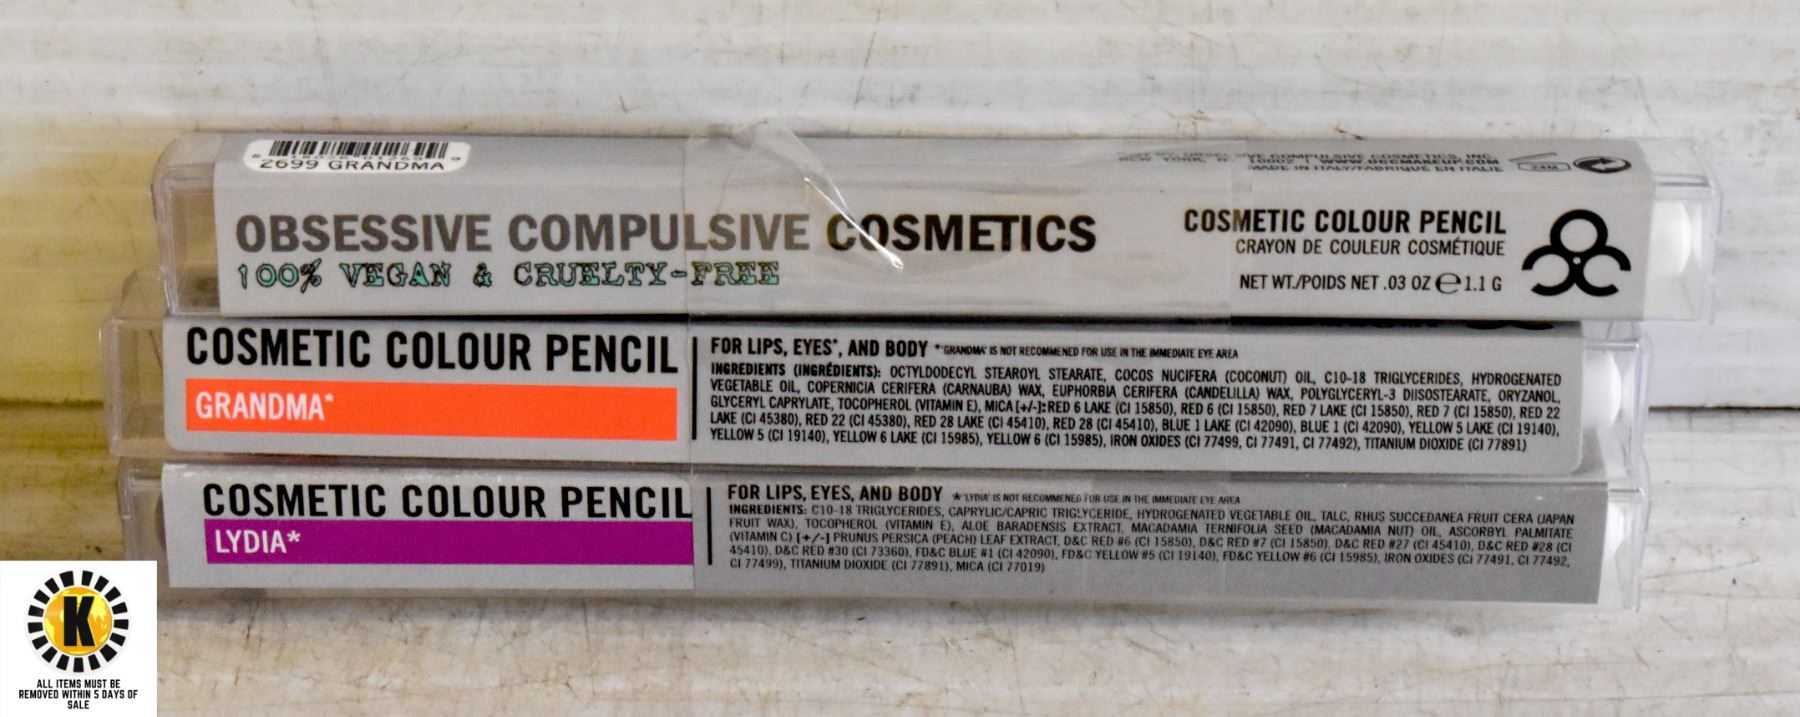 2699 GRANDMA
NEW YORK, N 10002 | WWW.OCCMAKEUP.COM
MADE IN ITALY/FABRIQUÉ EN ITALIE
24M
OBSESSIVE COMPULSIVE COSMETICS
100% VEGAN & CRUELTY-FREE
COSMETIC COLOUR PENCIL
CRAYON DE COULEUR COSMÉTIQUE
NET WT./POIDS NET .03 OZ ℮ 1.1 G
COSMETIC COLOUR PENCIL
GRANDMA*
FOR LIPS, EYES*, AND BODY *'GRANDMA' IS NOT RECOMMENED FOR USE IN THE IMMEDIATE EYE AREA
INGREDIENTS (INGRÉDIENTS): OCTYLDODECYL STEAROYL STEARATE, COCOS NUCIFERA (COCONUT) OIL, C10-18 TRIGLYCERIDES, HYDROGENATED
VEGETABLE OIL, COPERNICIA CERIFERA (CARNAUBA) WAX, EUPHORBIA CERIFERA (CANDELILLA) WAX, POLYGLYCERYL-3 DIISOSTEARATE, ORYZANOL,
GLYCERYL CAPRYLATE, TOCOPHEROL (VITAMIN E), MICA [+/-]: RED 6 LAKE (CI 15850), RED 6 (CI 15850), RED 7 LAKE (CI 15850), RED 7 (CI 15850), RED 22
LAKE (CI 45380), RED 22 (CI 45380), RED 28 LAKE (CI 45410), RED 28 (CI 45410), BLUE 1 LAKE (CI 42090), BLUE 1 (CI 42090), YELLOW 5 LAKE (CI 19140),
YELLOW 5 (CI 19140), YELLOW 6 LAKE (CI 15985), YELLOW 6 (CI 15985), IRON OXIDES (CI 77499, CI 77491, CI 77492), TITANIUM DIOXIDE (CI 77891)
COSMETIC COLOUR PENCIL
LYDIA*
FOR LIPS, EYES, AND BODY *'LYDIA' IS NOT RECOMMENED FOR USE IN THE IMMEDIATE EYE AREA
INGREDIENTS: C10-18 TRIGLYCERIDES, CAPRYLIC/CAPRIC TRIGLYCERIDE, HYDROGENATED VEGETABLE OIL, TALC, RHUS SUCCEDANEA FRUIT CERA (JAPAN
FRUIT WAX), TOCOPHEROL (VITAMIN E), ALOE BARADENSIS EXTRACT, MACADAMIA TERNIFOLIA SEED (MACADAMIA NUT) OIL, ASCORBYL PALMITATE
(VITAMIN C) [+/-] PRUNUS PERSICA (PEACH) LEAF EXTRACT, D&C RED #6 (CI 15850), D&C RED #7 (CI 15850), D&C RED #27 (CI 45410), D&C RED #28 (CI
45410), D&C RED #30 (CI 73360), FD&C BLUE #1 (CI 42090), FD&C YELLOW #5 (CI 19140), FD&C YELLOW #6 (CI 15985), IRON OXIDES (CI 77491, CI 77492,
CI 77499), TITANIUM DIOXIDE (CI 77891), MICA (CI 77019)
K
ALL ITEMS MUST BE
REMOVED WITHIN 5 DAYS OF
SALE